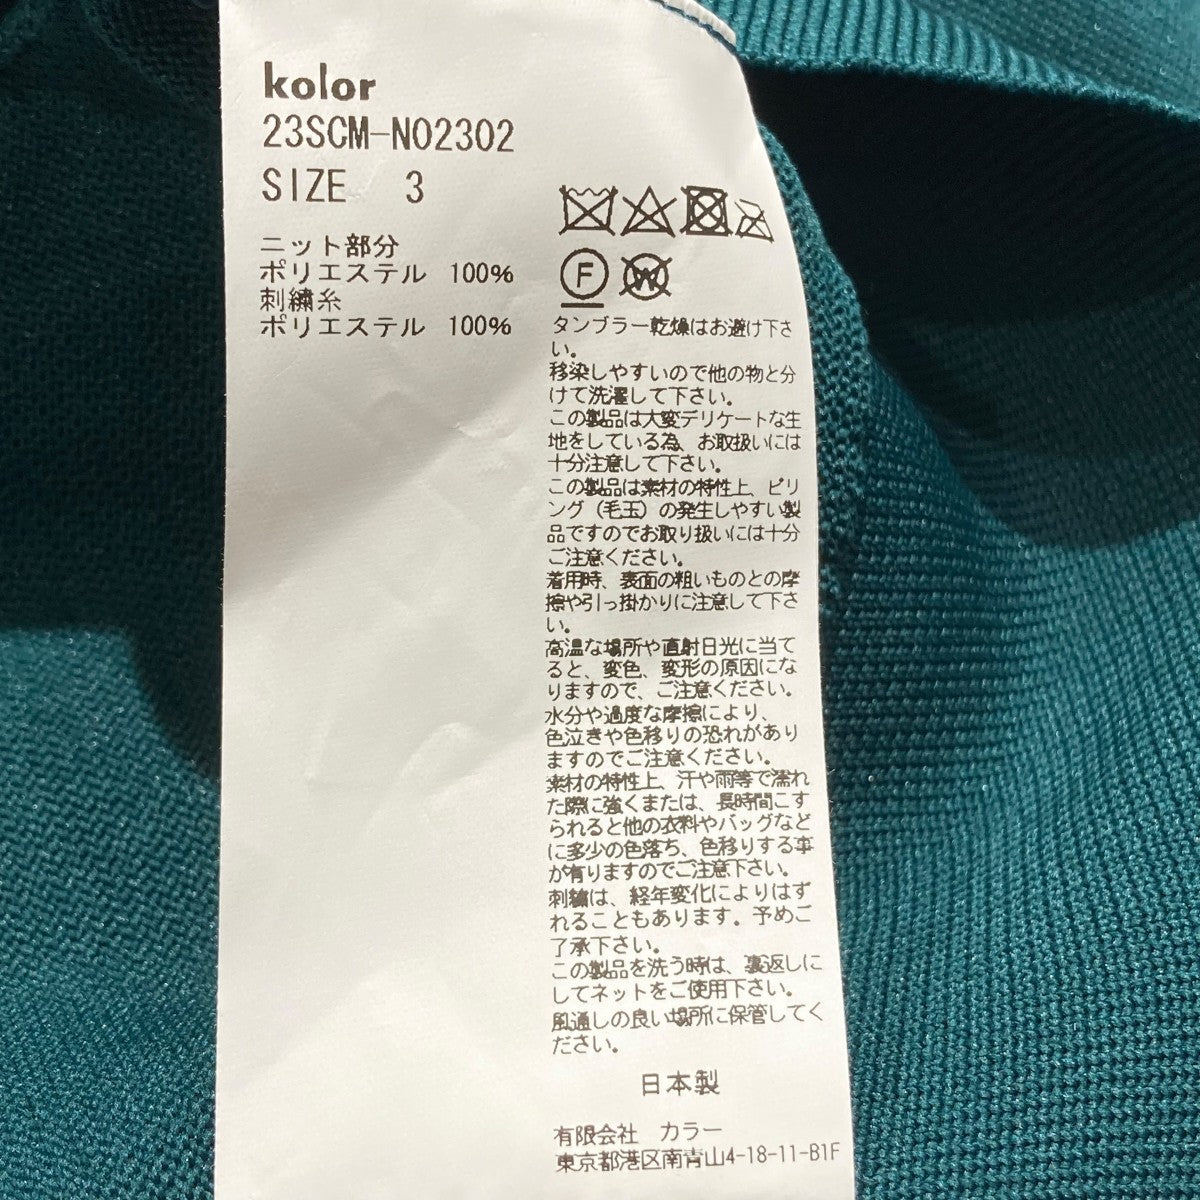 kolor
23SCM-N02302
SIZE 3
ニット部分
ポリエステル 100%
刺繍糸
ポリエステル 100%
F
W
タンブラー乾燥はお避け下さ
い。
移染しやすいので他の物と分
けて洗濯して下さい。
この製品は大変デリケートな生
地をしている為、お取扱いには
十分注意して下さい。
この製品は素材の特性上、ピリ
ング（毛玉）の発生しやすい製
品ですのでお取り扱いには十分
ご注意ください。
着用時、表面の粗いものとの摩
擦や引っ掛かりに注意して下さ
い。
高温な場所や直射日光に当て
ると、変色、変形の原因にな
りますので、ご注意ください。
水分や過度な摩擦により、
色泣きや色移りの恐れがあり
ますのでご注意ください。
素材の特性上、汗や雨等で濡れ
た際に強くまたは、長時間こす
られると他の衣料やバッグなど
に多少の色落ち、色移りする事
が有りますのでご注意下さい。
刺繍は、経年変化によりはず
れることもあります。予めご
了承下さい。
この製品を洗う時は、裏返しに
してネットをご使用下さい。
風通しの良い場所に保管してく
ださい。
日本製
有限会社 カラー
東京都港区南青山4-18-11-B1F